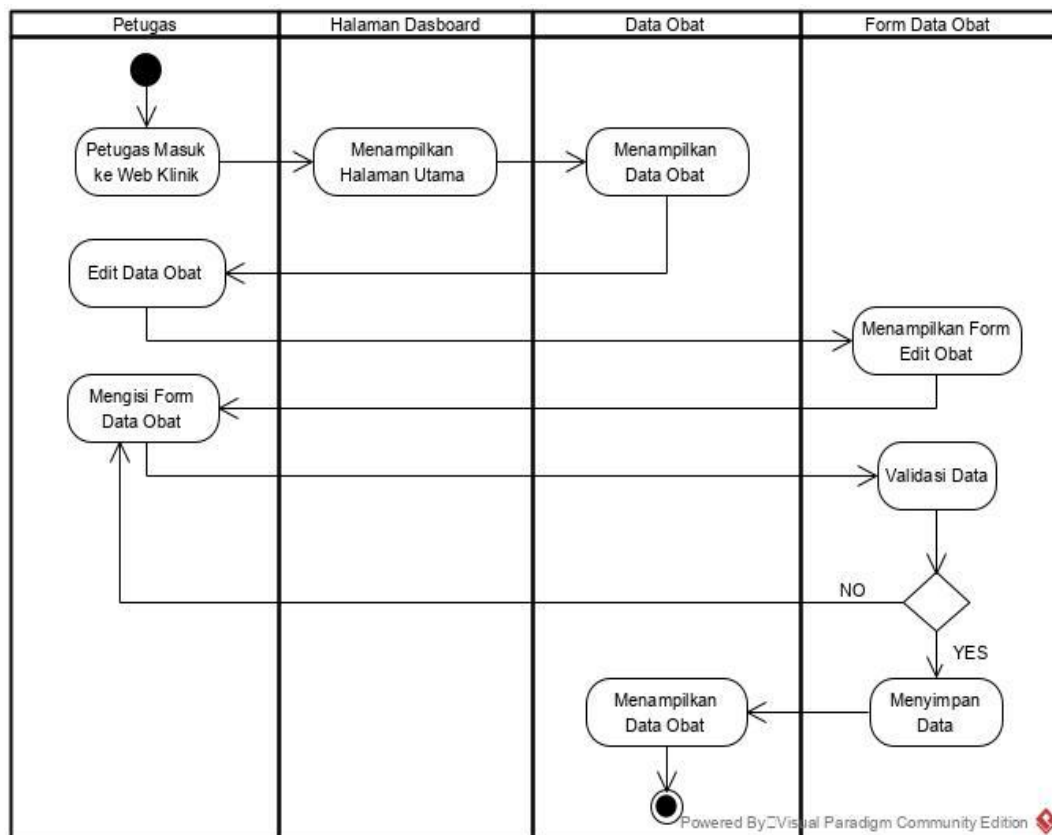 Petugas
Halaman Dasboard
Data Obat
Form Data Obat
Petugas Masuk
ke Web Klinik
Menampilkan
Halaman Utama
Menampilkan
Data Obat
Edit Data Obat
Menampilkan Form
Edit Obat
Mengisi Form
Data Obat
Validasi Data
NO
YES
Menampilkan
Data Obat
Menyimpan
Data
Powered By Visual Paradigm Community Edition